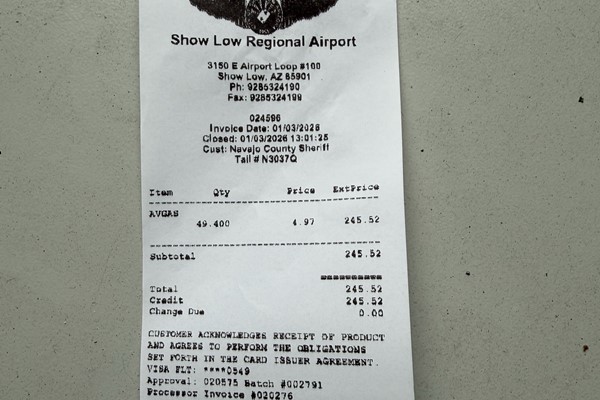 Show Low Regional Airport
3150 E Airport Loop #100
Show Low, AZ 85901
Ph: 9285324190
Fax: 9285324199
024596
Invoice Date: 01/03/2026
Closed: 01/03/2026 13:01:25
Cust: Navajo County Sheriff
Tail # N3037Q
Item Qty Price ExtPrice
AVGAS
49.400 4.97 245.52
Subtotal 245.52
Total 245.52
Credit 245.52
Change Due 0.00
CUSTOMER ACKNOWLEDGES RECEIPT OF PRODUCT
AND AGREES TO PERFORM THE OBLIGATIONS
SET FORTH IN THE CARD ISSUER AGREEMENT.
VISA FLT: ****0549
Approval: 020575 Batch #002791
Processor Invoice #020276